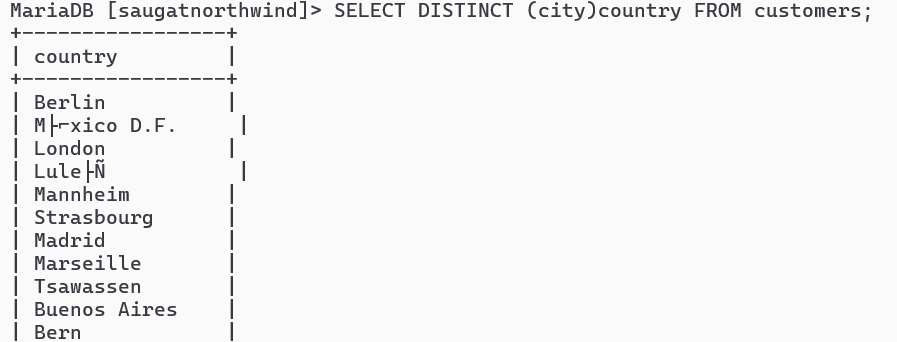 MariaDB [saugatnorthwind]> SELECT DISTINCT (city)country FROM customers;
+-----------------+
| country         |
+-----------------+
| Berlin          |
| M├⌐xico D.F.     |
| London          |
| Lule├Ñ           |
| Mannheim        |
| Strasbourg      |
| Madrid          |
| Marseille       |
| Tsawassen       |
| Buenos Aires    |
| Bern            |